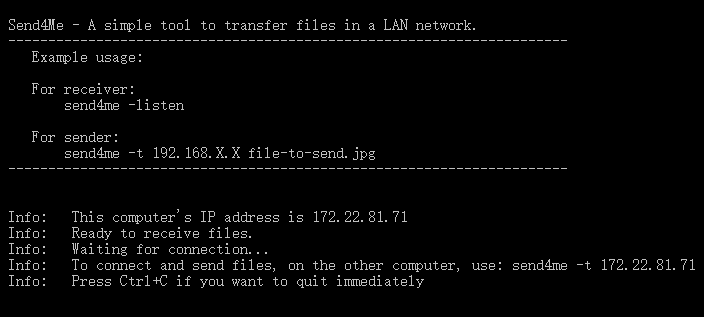 Send4Me - A simple tool to transfer files in a LAN network.
----------------------------------------------------------------------
Example usage:
For receiver:
send4me -listen
For sender:
send4me -t 192.168.X.X file-to-send.jpg
----------------------------------------------------------------------
Info: This computer's IP address is 172.22.81.71
Info: Ready to receive files.
Info: Waiting for connection...
Info: To connect and send files, on the other computer, use: send4me -t 172.22.81.71
Info: Press Ctrl+C if you want to quit immediately